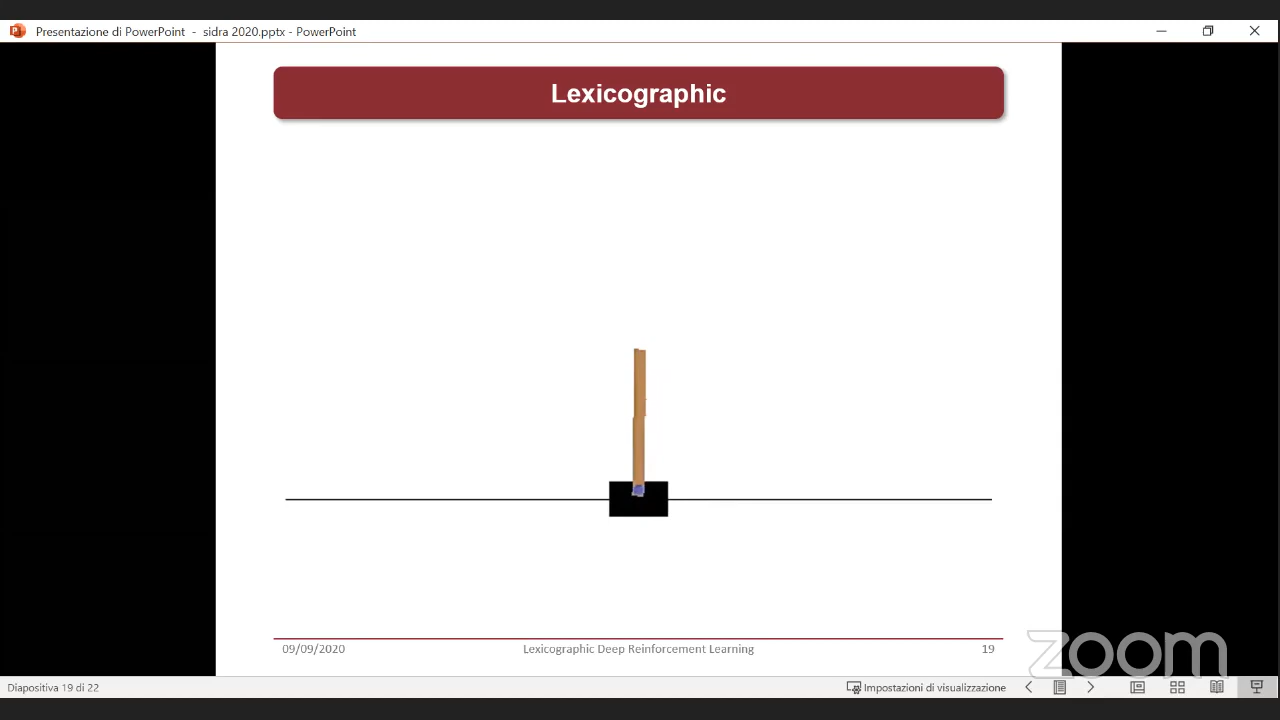 Presentazione di PowerPoint - sidra 2020.pptx - PowerPoint
Lexicographic
09/09/2020
Lexicographic Deep Reinforcement Learning
19
zoom
Diapositiva 19 di 22
Impostazioni di visualizzazione